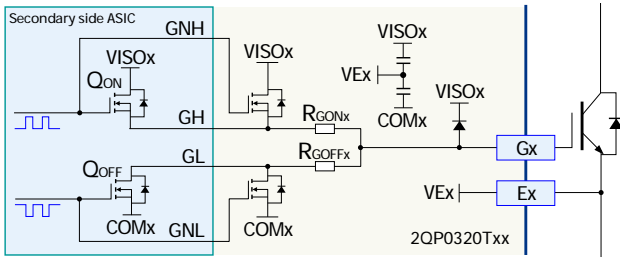 Secondary side ASIC
GNH
VISOx
VISOx
VISOx
QON
VEx
VISOx
GH
RGONx
COMx
GL
RGOFFx
Gx
QOFF
VEx
Ex
COMx
COMx
GNL
2QP0320Txx